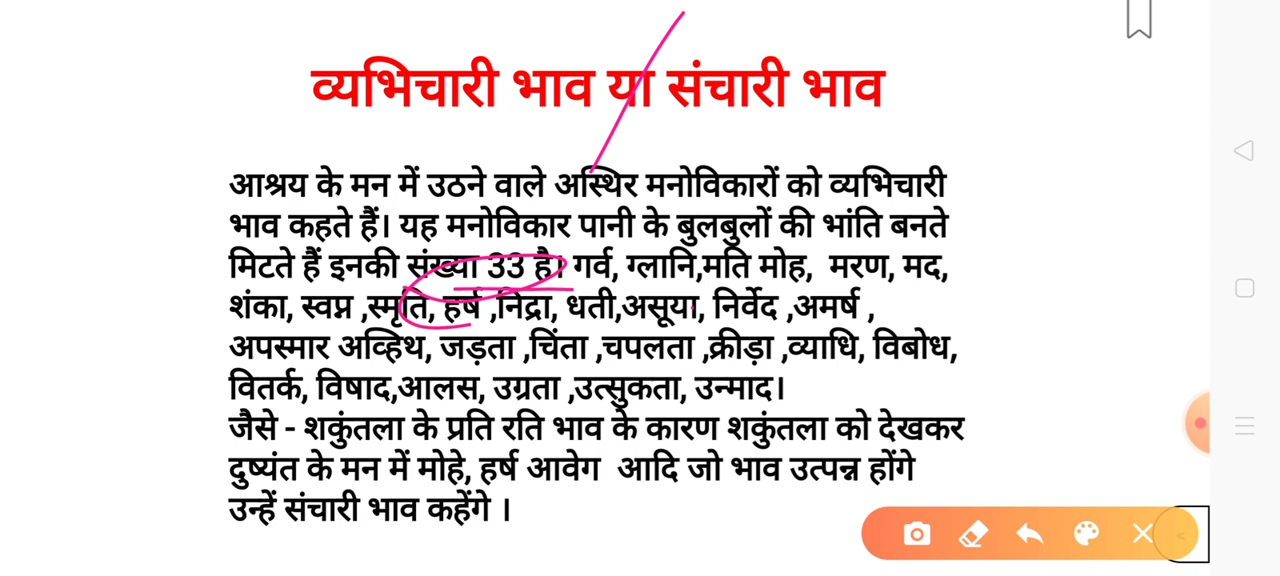 व्यभिचारी भाव या संचारी भाव
आश्रय के मन में उठने वाले अस्थिर मनोविकारों को व्यभिचारी
भाव कहते हैं। यह मनोविकार पानी के बुलबुलों की भांति बनते
मिटते हैं इनकी संख्या 33 है। गर्व, ग्लानि,मति मोह, मरण, मद,
शंका, स्वप्न ,स्मृति, हर्ष ,निद्रा, धती,असूया, निर्वेद ,अमर्ष ,
अपस्मार अव्हिथ, जड़ता ,चिंता ,चपलता ,क्रीड़ा ,व्याधि, विबोध,
वितर्क, विषाद,आलस, उग्रता ,उत्सुकता, उन्माद।
जैसे - शकुंतला के प्रति रति भाव के कारण शकुंतला को देखकर
दुष्यंत के मन में मोहे, हर्ष आवेग आदि जो भाव उत्पन्न होंगे
उन्हें संचारी भाव कहेंगे ।